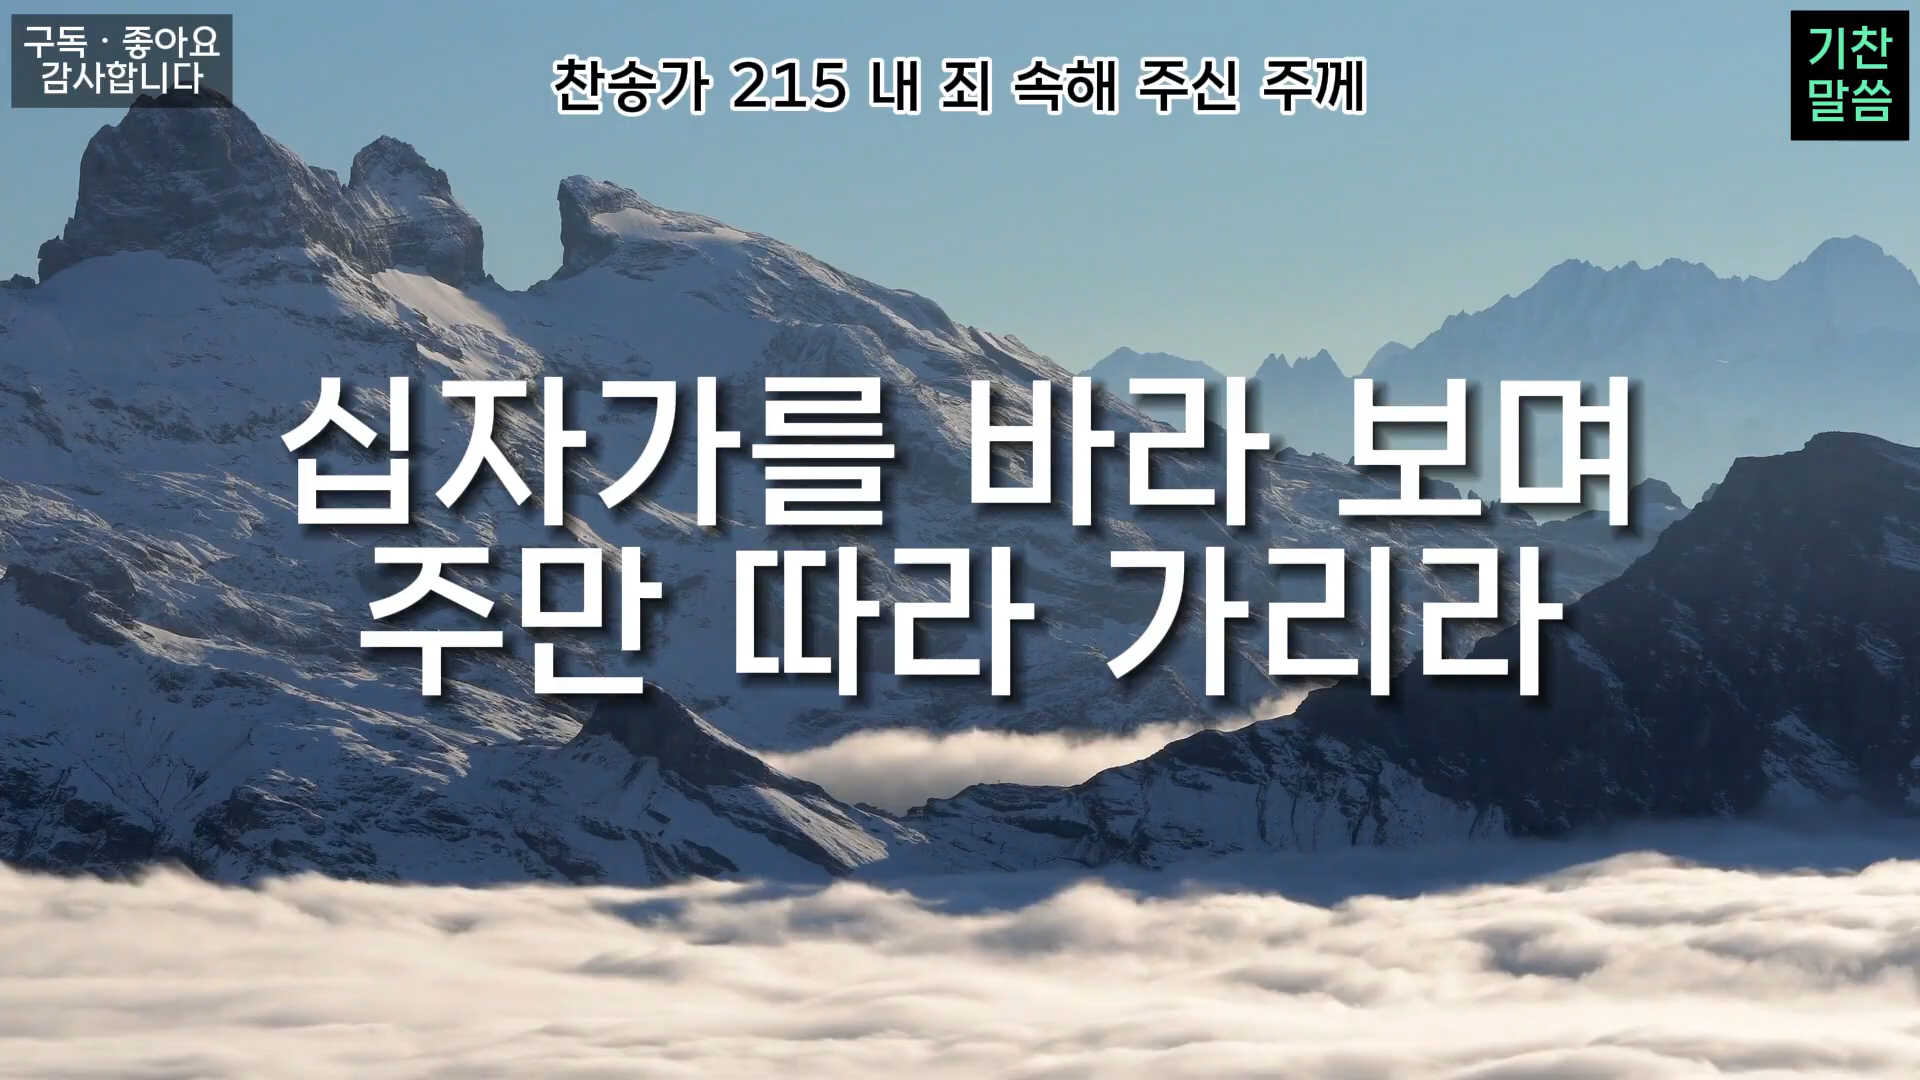 구독 · 좋아요
감사합니다
찬송가 215 내 죄 속해 주신 주께
기찬
말씀
십자가를 바라 보며
주만 따라 가리라